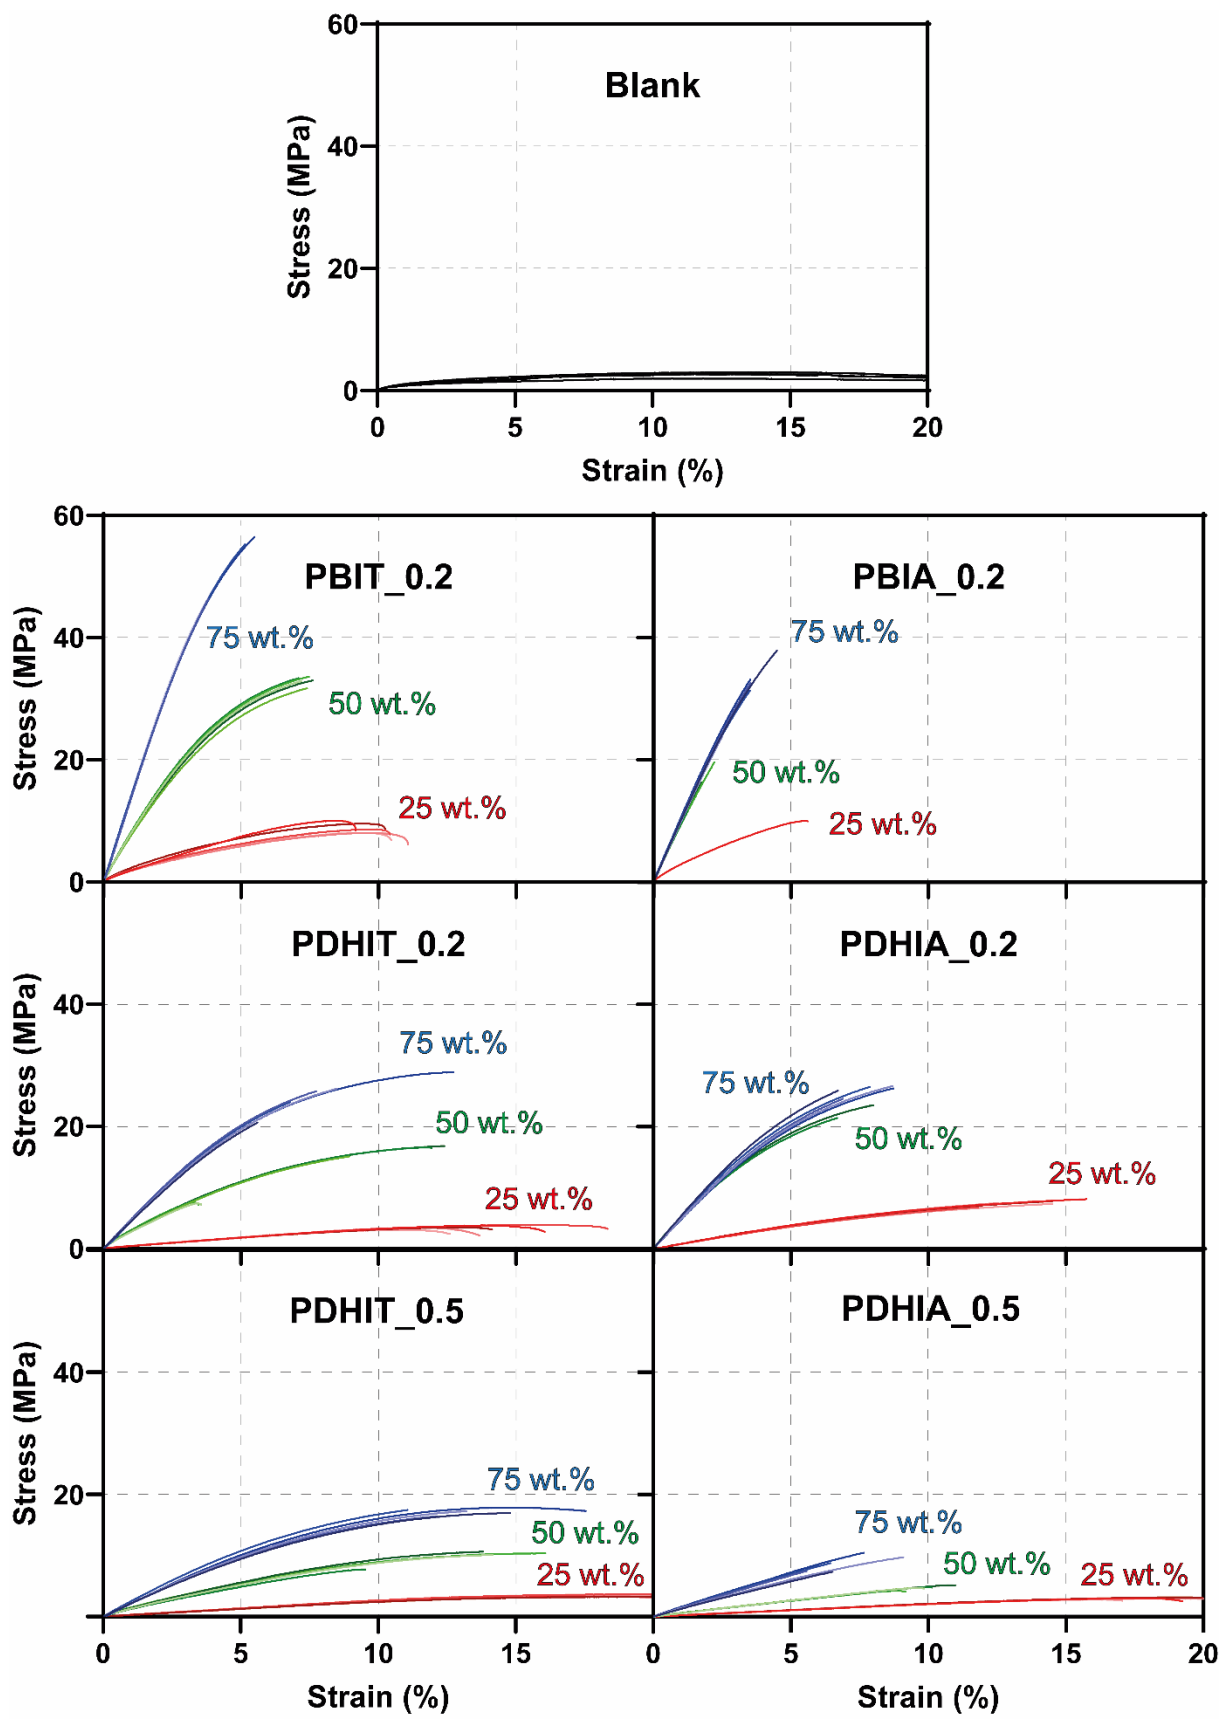 60
Blank
40
20
0
Stress (MPa)
0 5 10 15 20
Strain (%)
60
PBIT_0.2
PBIA_0.2
75 wt.%
75 wt.%
40
50 wt.%
50 wt.%
20
25 wt.%
25 wt.%
0
Stress (MPa)
PDHIT_0.2
PDHIA_0.2
40
75 wt.%
75 wt.%
50 wt.%
50 wt.%
20
25 wt.%
25 wt.%
0
Stress (MPa)
PDHIT_0.5
PDHIA_0.5
40
20
75 wt.%
75 wt.%
50 wt.%
50 wt.%
25 wt.%
25 wt.%
Stress (MPa)
0 5 10 15 0 5 10 15 20
Strain (%)
Strain (%)